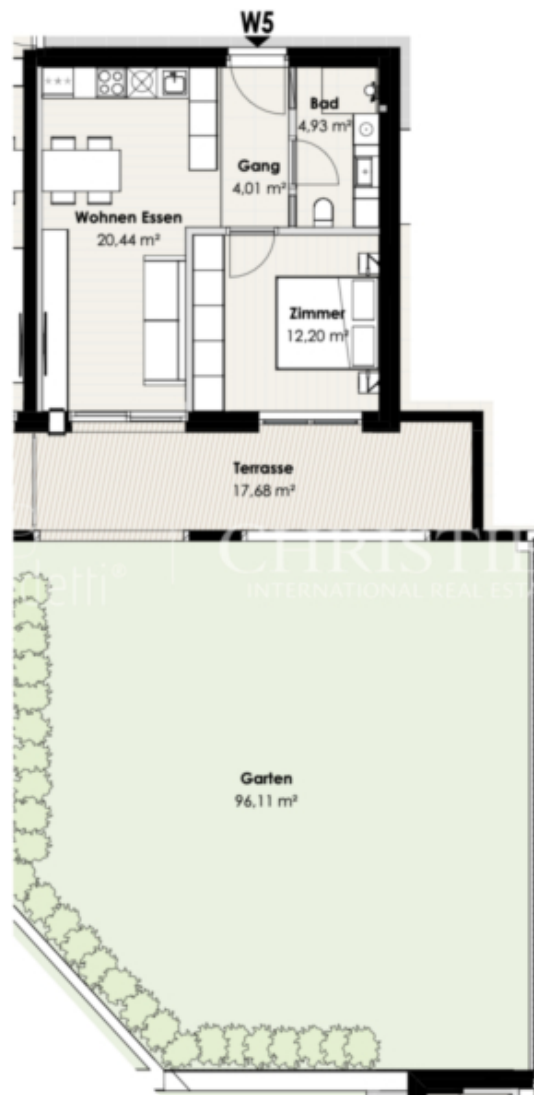 W5
Bad
4,93 m²
Gang
4,01 m²
Wohnen Essen
20,44 m²
Zimmer
12,20 m²
Terrasse
17,68 m²
CHRISTIE
INTERNATIONAL REAL ESTA
Garten
96,11 m²